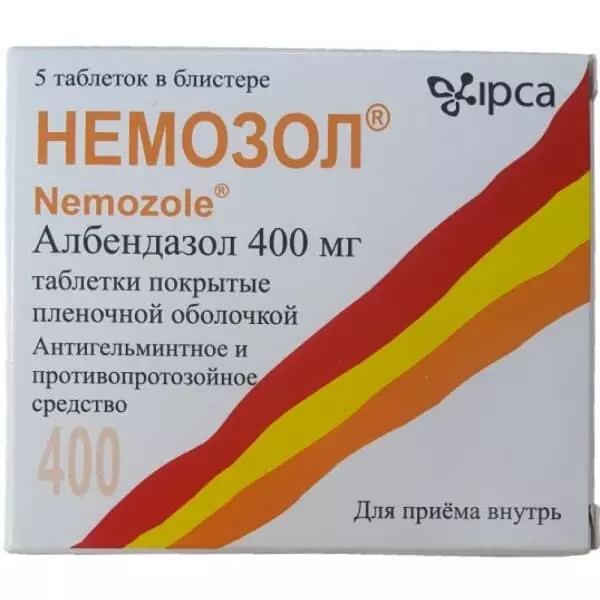 5 таблеток в блистере
ipca
НЕМОЗОЛ®
Nemozole®
Албендазол 400 мг
таблетки покрытые
пленочной оболочкой
Антигельминтное и
противопротозойное
средство
400
Для приёма внутрь